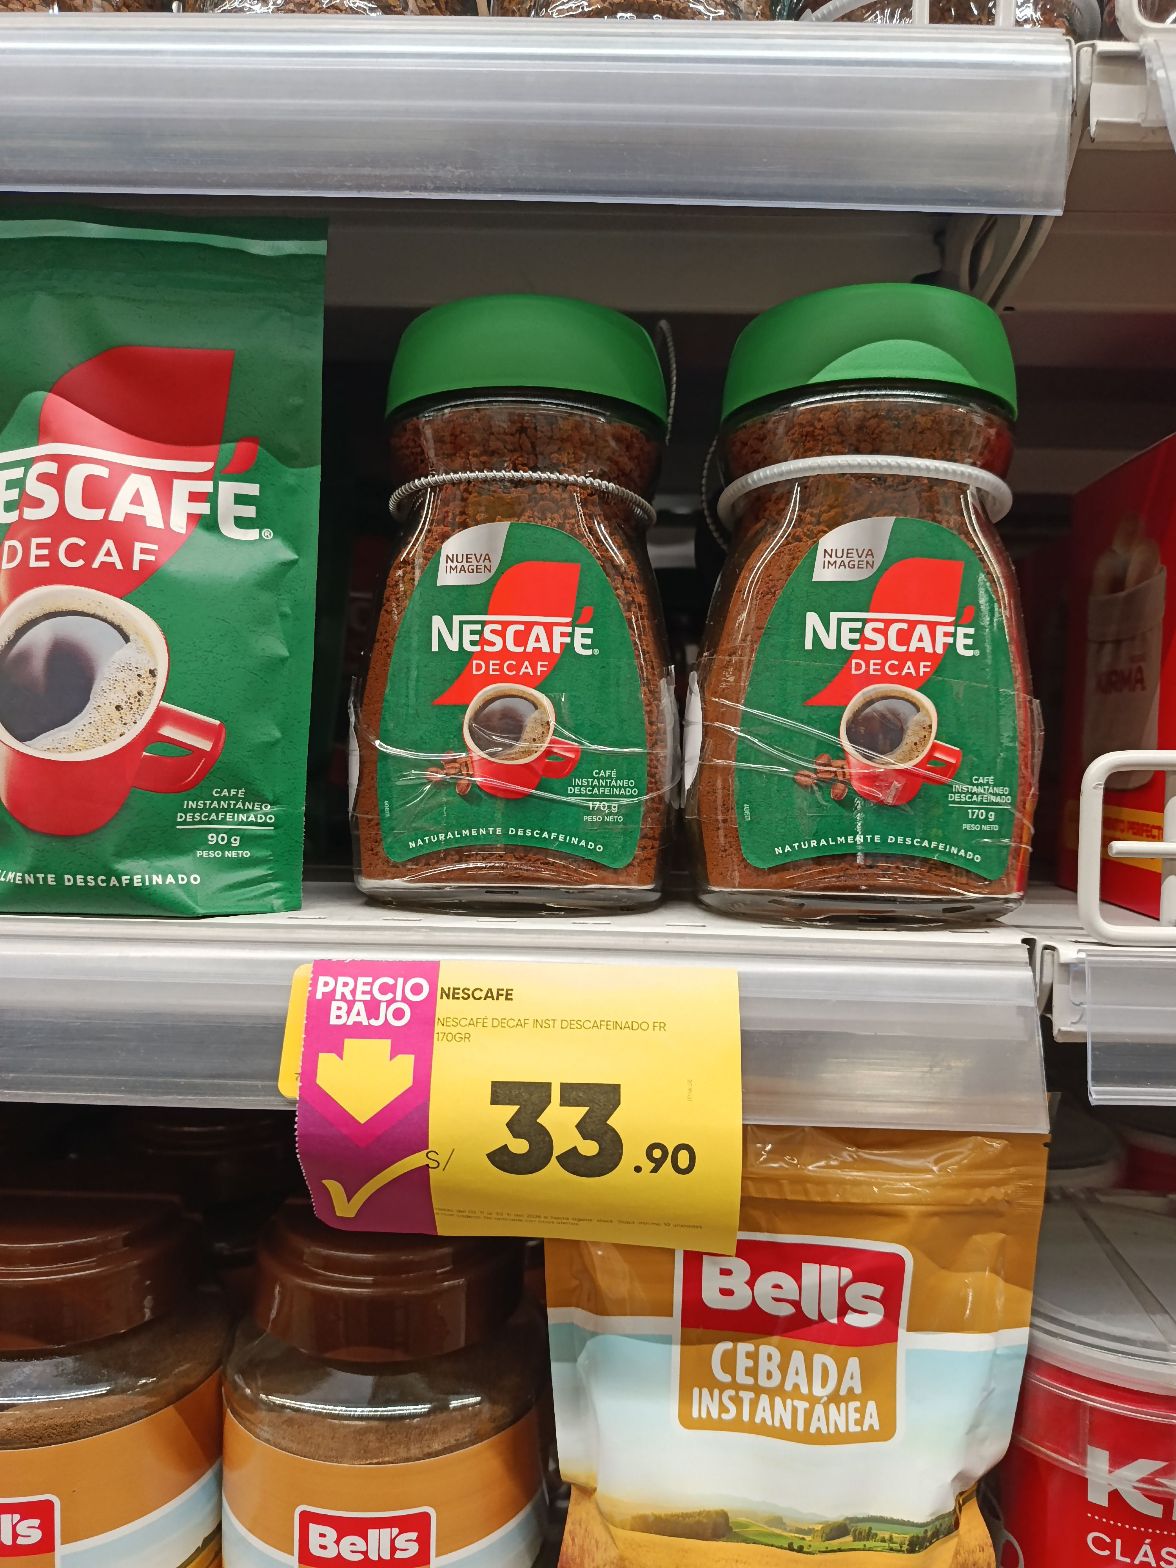 ESCAFÉ®
DECAF
CAFÉ
INSTANTÁNEO
DESCAFEINADO
90 g
PESO NETO
LMENTE DESCAFEINADO
NUEVA
IMAGEN
NESCAFÉ®
DECAF
CAFÉ
INSTANTÁNEO
DESCAFEINADO
170 g
PESO NETO
NATURALMENTE DESCAFEINADO
NUEVA
IMAGEN
NESCAFÉ®
DECAF
CAFÉ
INSTANTÁNEO
DESCAFEINADO
170 g
PESO NETO
NATURALMENTE DESCAFEINADO
PRECIO
BAJO
NESCAFE
NESCAFÉ DECAF INST DESCAFEINADO FR
170GR
S/ 33.90
Bell's
CEBADA
INSTANTÁNEA
ll's
Bell's
CLÁS